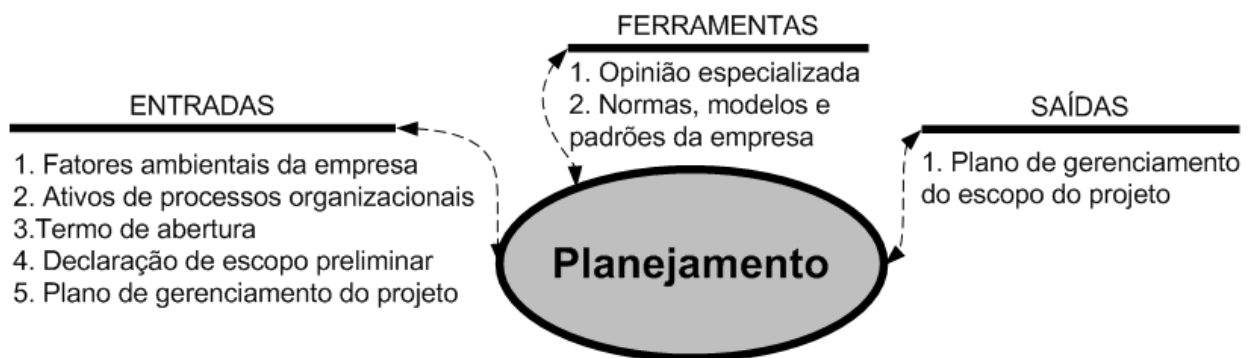 ENTRADAS
1. Fatores ambientais da empresa
2. Ativos de processos organizacionais
3.Termo de abertura
4. Declaração de escopo preliminar
5. Plano de gerenciamento do projeto
FERRAMENTAS
1. Opinião especializada
2. Normas, modelos e
padrões da empresa
Planejamento
SAÍDAS
1. Plano de gerenciamento
do escopo do projeto